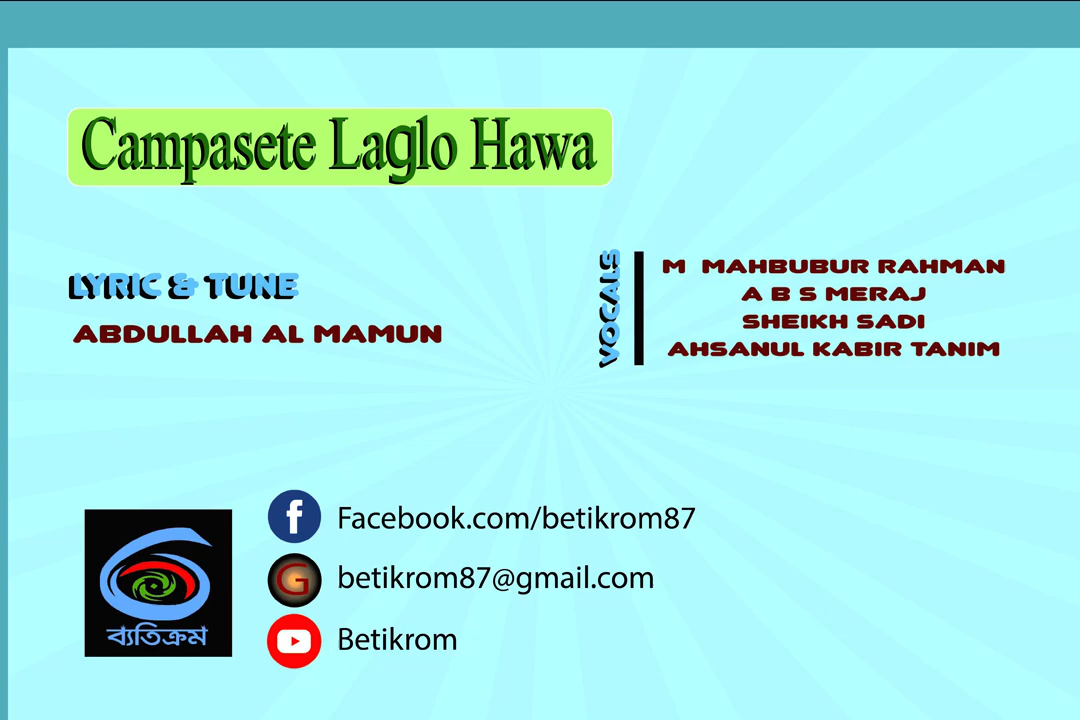 Campasete Laglo Hawa
LYRIC & TUNE
ABDULLAH AL MAMUN
VOCALS
M MAHBUBUR RAHMAN
A B S MERAJ
SHEIKH SADI
AHSANUL KABIR TANIM
ব্যতিক্রম
f Facebook.com/betikrom87
G betikrom87@gmail.com
Betikrom